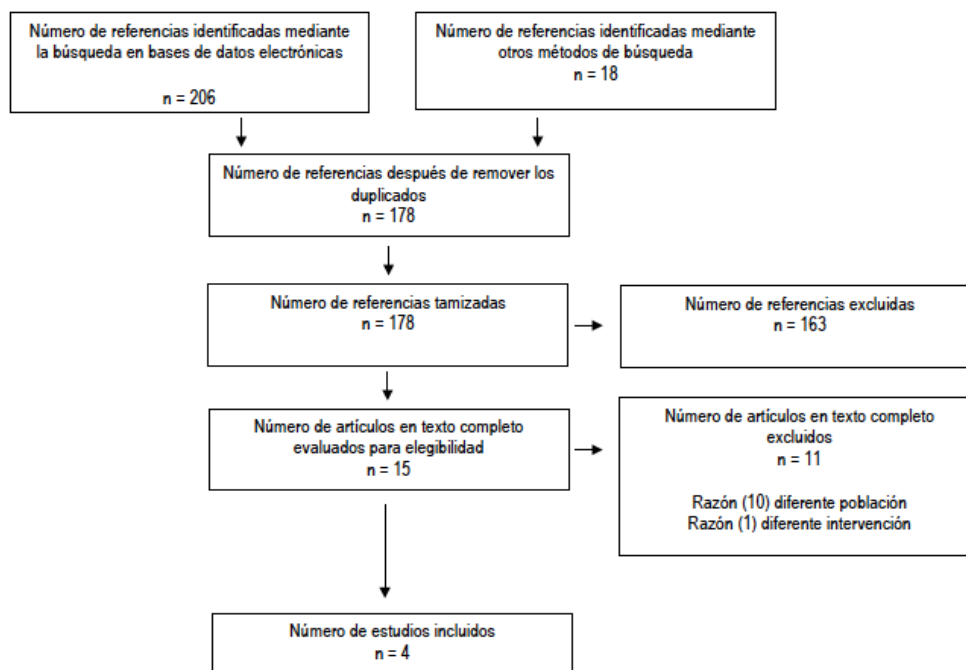 Número de referencias identificadas mediante
la búsqueda en bases de datos electrónicas
n = 206
Número de referencias identificadas mediante
otros métodos de búsqueda
n = 18
Número de referencias después de remover los
duplicados
n = 178
Número de referencias tamizadas
n = 178
Número de referencias excluidas
n = 163
Número de artículos en texto completo
evaluados para elegibilidad
n = 15
Número de artículos en texto completo
excluidos
n = 11
Razón (10) diferente población
Razón (1) diferente intervención
Número de estudios incluidos
n = 4